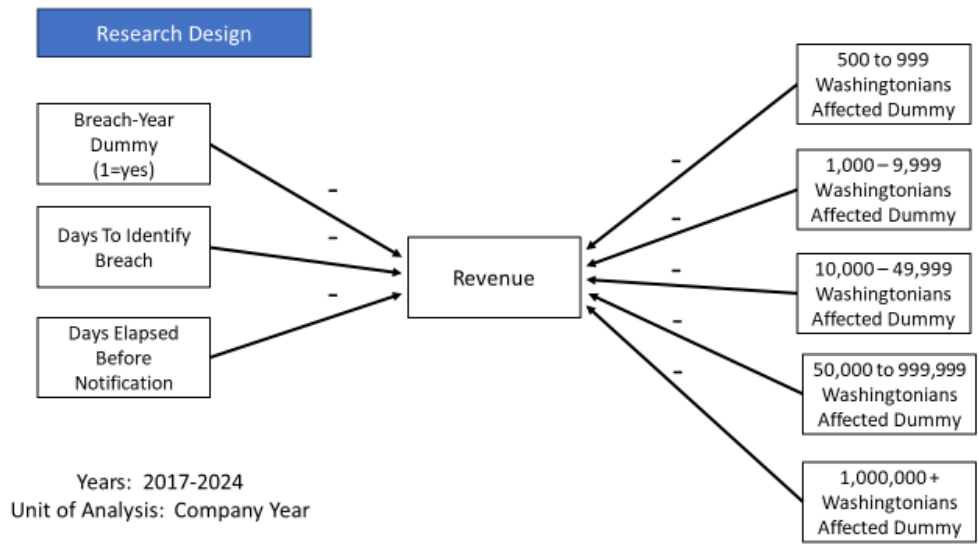 Research Design
Breach-Year
Dummy
(1=yes)
Days To Identify
Breach
Days Elapsed
Before
Notification
-
-
-
Revenue
-
-
-
-
-
500 to 999
Washingtonians
Affected Dummy
1,000 – 9,999
Washingtonians
Affected Dummy
10,000 – 49,999
Washingtonians
Affected Dummy
50,000 to 999,999
Washingtonians
Affected Dummy
1,000,000+
Washingtonians
Affected Dummy
Years: 2017-2024
Unit of Analysis: Company Year